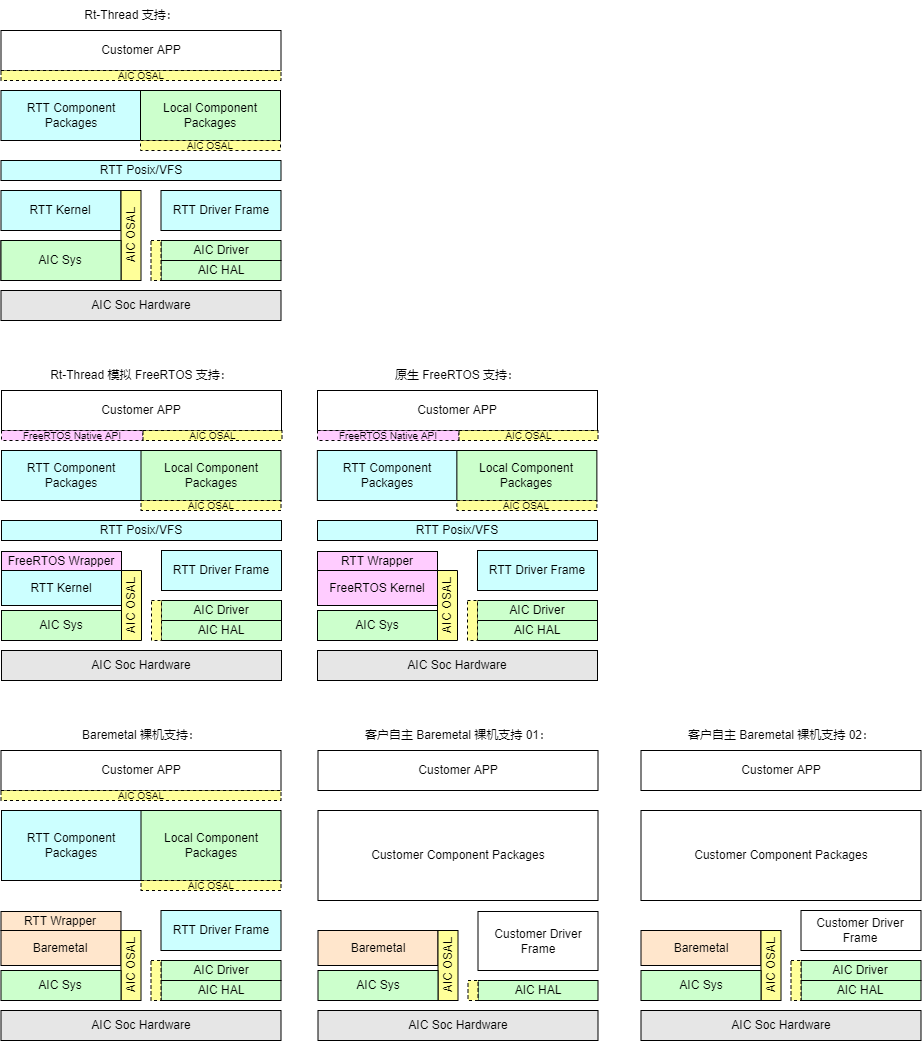 Rt-Thread 支持：
Customer APP
AIC OSAL
RTT Component
Packages
Local Component
Packages
AIC OSAL
RTT Posix/VFS
RTT Kernel
AIC OSAL
RTT Driver Frame
AIC Sys
AIC Driver
AIC HAL
AIC Soc Hardware
Rt-Thread 模拟 FreeRTOS 支持：
Customer APP
FreeRTOS Native API
AIC OSAL
RTT Component
Packages
Local Component
Packages
AIC OSAL
RTT Posix/VFS
FreeRTOS Wrapper
RTT Kernel
AIC OSAL
RTT Driver Frame
AIC Sys
AIC Driver
AIC HAL
AIC Soc Hardware
原生 FreeRTOS 支持：
Customer APP
FreeRTOS Native API
AIC OSAL
RTT Component
Packages
Local Component
Packages
AIC OSAL
RTT Posix/VFS
RTT Wrapper
FreeRTOS Kernel
AIC OSAL
RTT Driver Frame
AIC Sys
AIC Driver
AIC HAL
AIC Soc Hardware
Baremetal 裸机支持：
Customer APP
AIC OSAL
RTT Component
Packages
Local Component
Packages
AIC OSAL
RTT Wrapper
Baremetal
AIC OSAL
RTT Driver Frame
AIC Sys
AIC Driver
AIC HAL
AIC Soc Hardware
客户自主 Baremetal 裸机支持 01：
Customer APP
Customer Component Packages
Baremetal
AIC OSAL
Customer Driver
Frame
AIC Sys
AIC HAL
AIC Soc Hardware
客户自主 Baremetal 裸机支持 02：
Customer APP
Customer Component Packages
Baremetal
AIC OSAL
Customer Driver
Frame
AIC Sys
AIC Driver
AIC HAL
AIC Soc Hardware